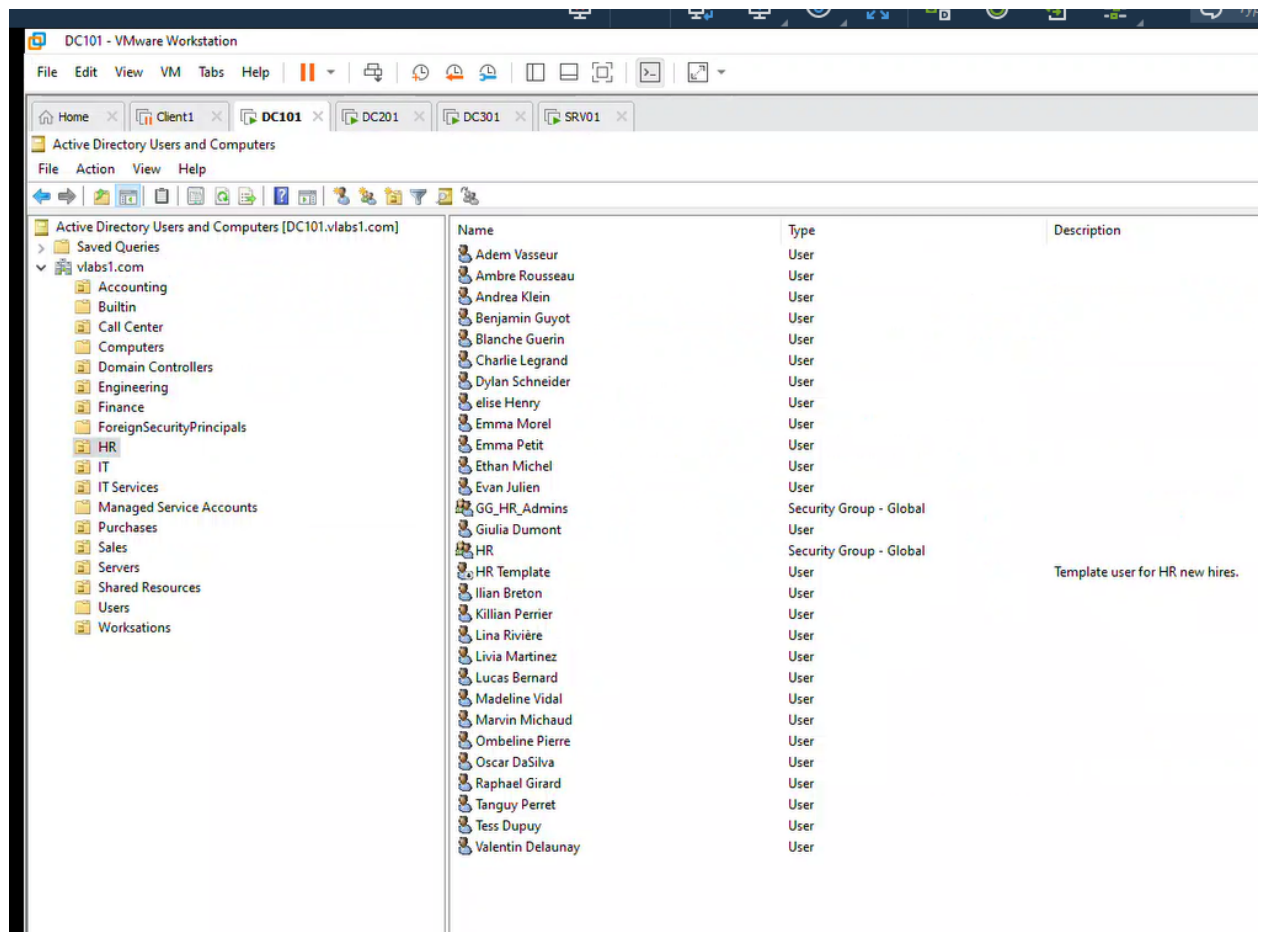 DC101 - VMware Workstation
File Edit View VM Tabs Help
Home Client1 DC101 DC201 DC301 SRV01
Active Directory Users and Computers
File Action View Help
Active Directory Users and Computers [DC101.vlabs1.com]
Saved Queries
vlabs1.com
Accounting
Builtin
Call Center
Computers
Domain Controllers
Engineering
Finance
ForeignSecurityPrincipals
HR
IT
IT Services
Managed Service Accounts
Purchases
Sales
Servers
Shared Resources
Users
Worksations
Name Type Description
Adem Vasseur User
Ambre Rousseau User
Andrea Klein User
Benjamin Guyot User
Blanche Guerin User
Charlie Legrand User
Dylan Schneider User
elise Henry User
Emma Morel User
Emma Petit User
Ethan Michel User
Evan Julien User
GG_HR_Admins Security Group - Global
Giulia Dumont User
HR Security Group - Global
HR Template User Template user for HR new hires.
Ilian Breton User
Killian Perrier User
Lina Rivière User
Livia Martinez User
Lucas Bernard User
Madeline Vidal User
Marvin Michaud User
Ombeline Pierre User
Oscar DaSilva User
Raphael Girard User
Tanguy Perret User
Tess Dupuy User
Valentin Delaunay User